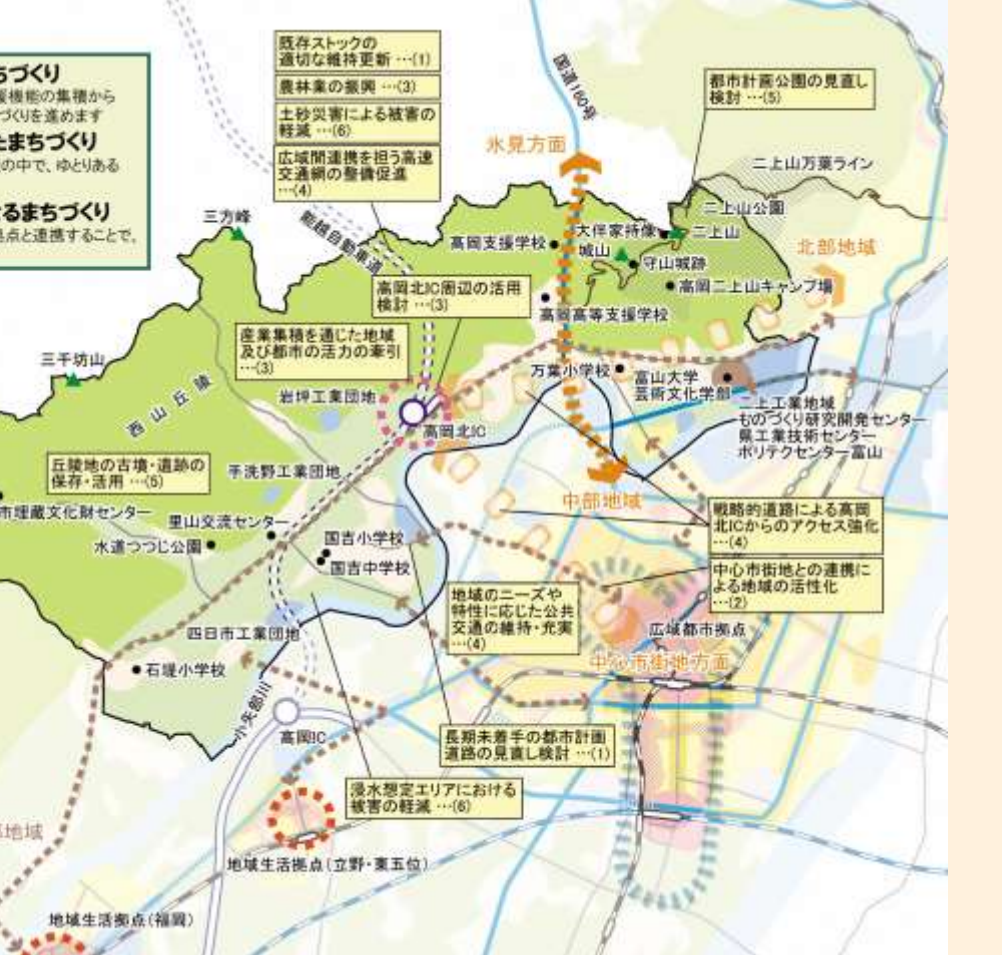 ちづくり
機能の集積から
づくりを進めます
まちづくり
の中で、ゆとりある
るまちづくり
点と連携することで、
既存ストックの
適切な維持更新 …(1)
農林業の振興 …(3)
土砂災害による被害の
軽減 …(6)
広域間連携を担う高速
交通網の整備促進
…(4)
国道160号
都市計画公園の見直し
検討 …(5)
氷見方面
二上山万葉ライン
二上山公園
三方峰
能越自動車道
高岡支援学校
大伴家持像
二上山
城山
守山城跡
北部地域
高岡二上山キャンプ場
高岡北IC周辺の活用
検討 …(3)
高岡高等支援学校
産業集積を通じた地域
及び都市の活力の牽引
…(3)
三千坊山
万葉小学校
富山大学
芸術文化学部
西山丘陵
岩坪工業団地
高岡北IC
二上工業地域
ものづくり研究開発センター
県工業技術センター
ポリテクセンター富山
丘陵地の古墳・遺跡の
保存・活用 …(5)
手洗野工業団地
中部地域
市埋蔵文化財センター
里山交流センター
水道つつじ公園
国吉小学校
国吉中学校
戦略的道路による高岡
北ICからのアクセス強化
…(4)
中心市街地との連携に
よる地域の活性化
…(2)
地域のニーズや
特性に応じた公共
交通の維持・充実
…(4)
四日市工業団地
広域都市拠点
中心市街地方面
石堤小学校
小矢部川
高岡IC
長期未着手の都市計画
道路の見直し検討 …(1)
浸水想定エリアにおける
被害の軽減 …(6)
地域
地域生活拠点(立野・東五位)
地域生活拠点(福岡)